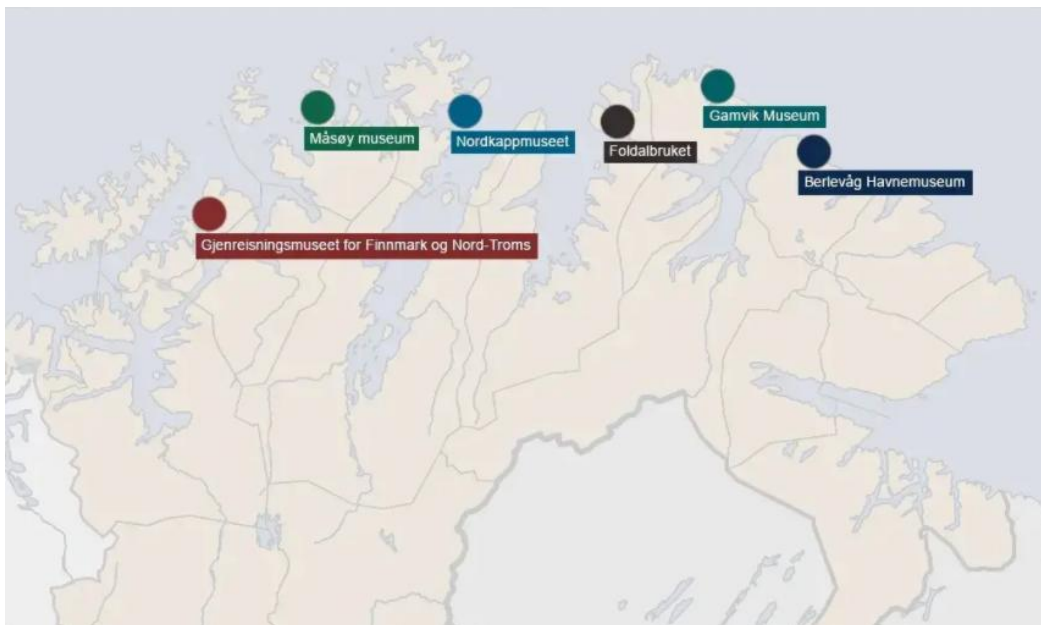 Gamvik Museum
Måsøy museum
Nordkappmuseet
Foldalbruket
Berlevåg Havnemuseum
Gjenreisningsmuseet for Finnmark og Nord-Troms